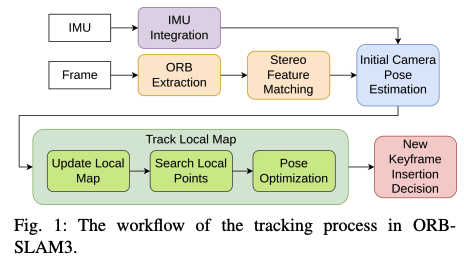 IMU
IMU
Integration
Frame
ORB
Extraction
Stereo
Feature
Matching
Initial Camera
Pose
Estimation
Track Local Map
Update Local
Map
Search Local
Points
Pose
Optimization
New
Keyframe
Insertion
Decision
Fig. 1: The workflow of the tracking process in ORB-
SLAM3.